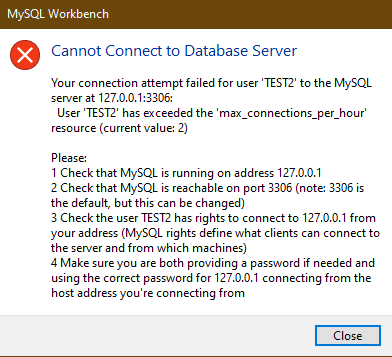 MySQL Workbench
Cannot Connect to Database Server
Your connection attempt failed for user 'TEST2' to the MySQL
server at 127.0.0.1:3306:
User 'TEST2' has exceeded the 'max_connections_per_hour'
resource (current value: 2)
Please:
1 Check that MySQL is running on address 127.0.0.1
2 Check that MySQL is reachable on port 3306 (note: 3306 is
the default, but this can be changed)
3 Check the user TEST2 has rights to connect to 127.0.0.1 from
your address (MySQL rights define what clients can connect to
the server and from which machines)
4 Make sure you are both providing a password if needed and
using the correct password for 127.0.0.1 connecting from the
host address you're connecting from
Close